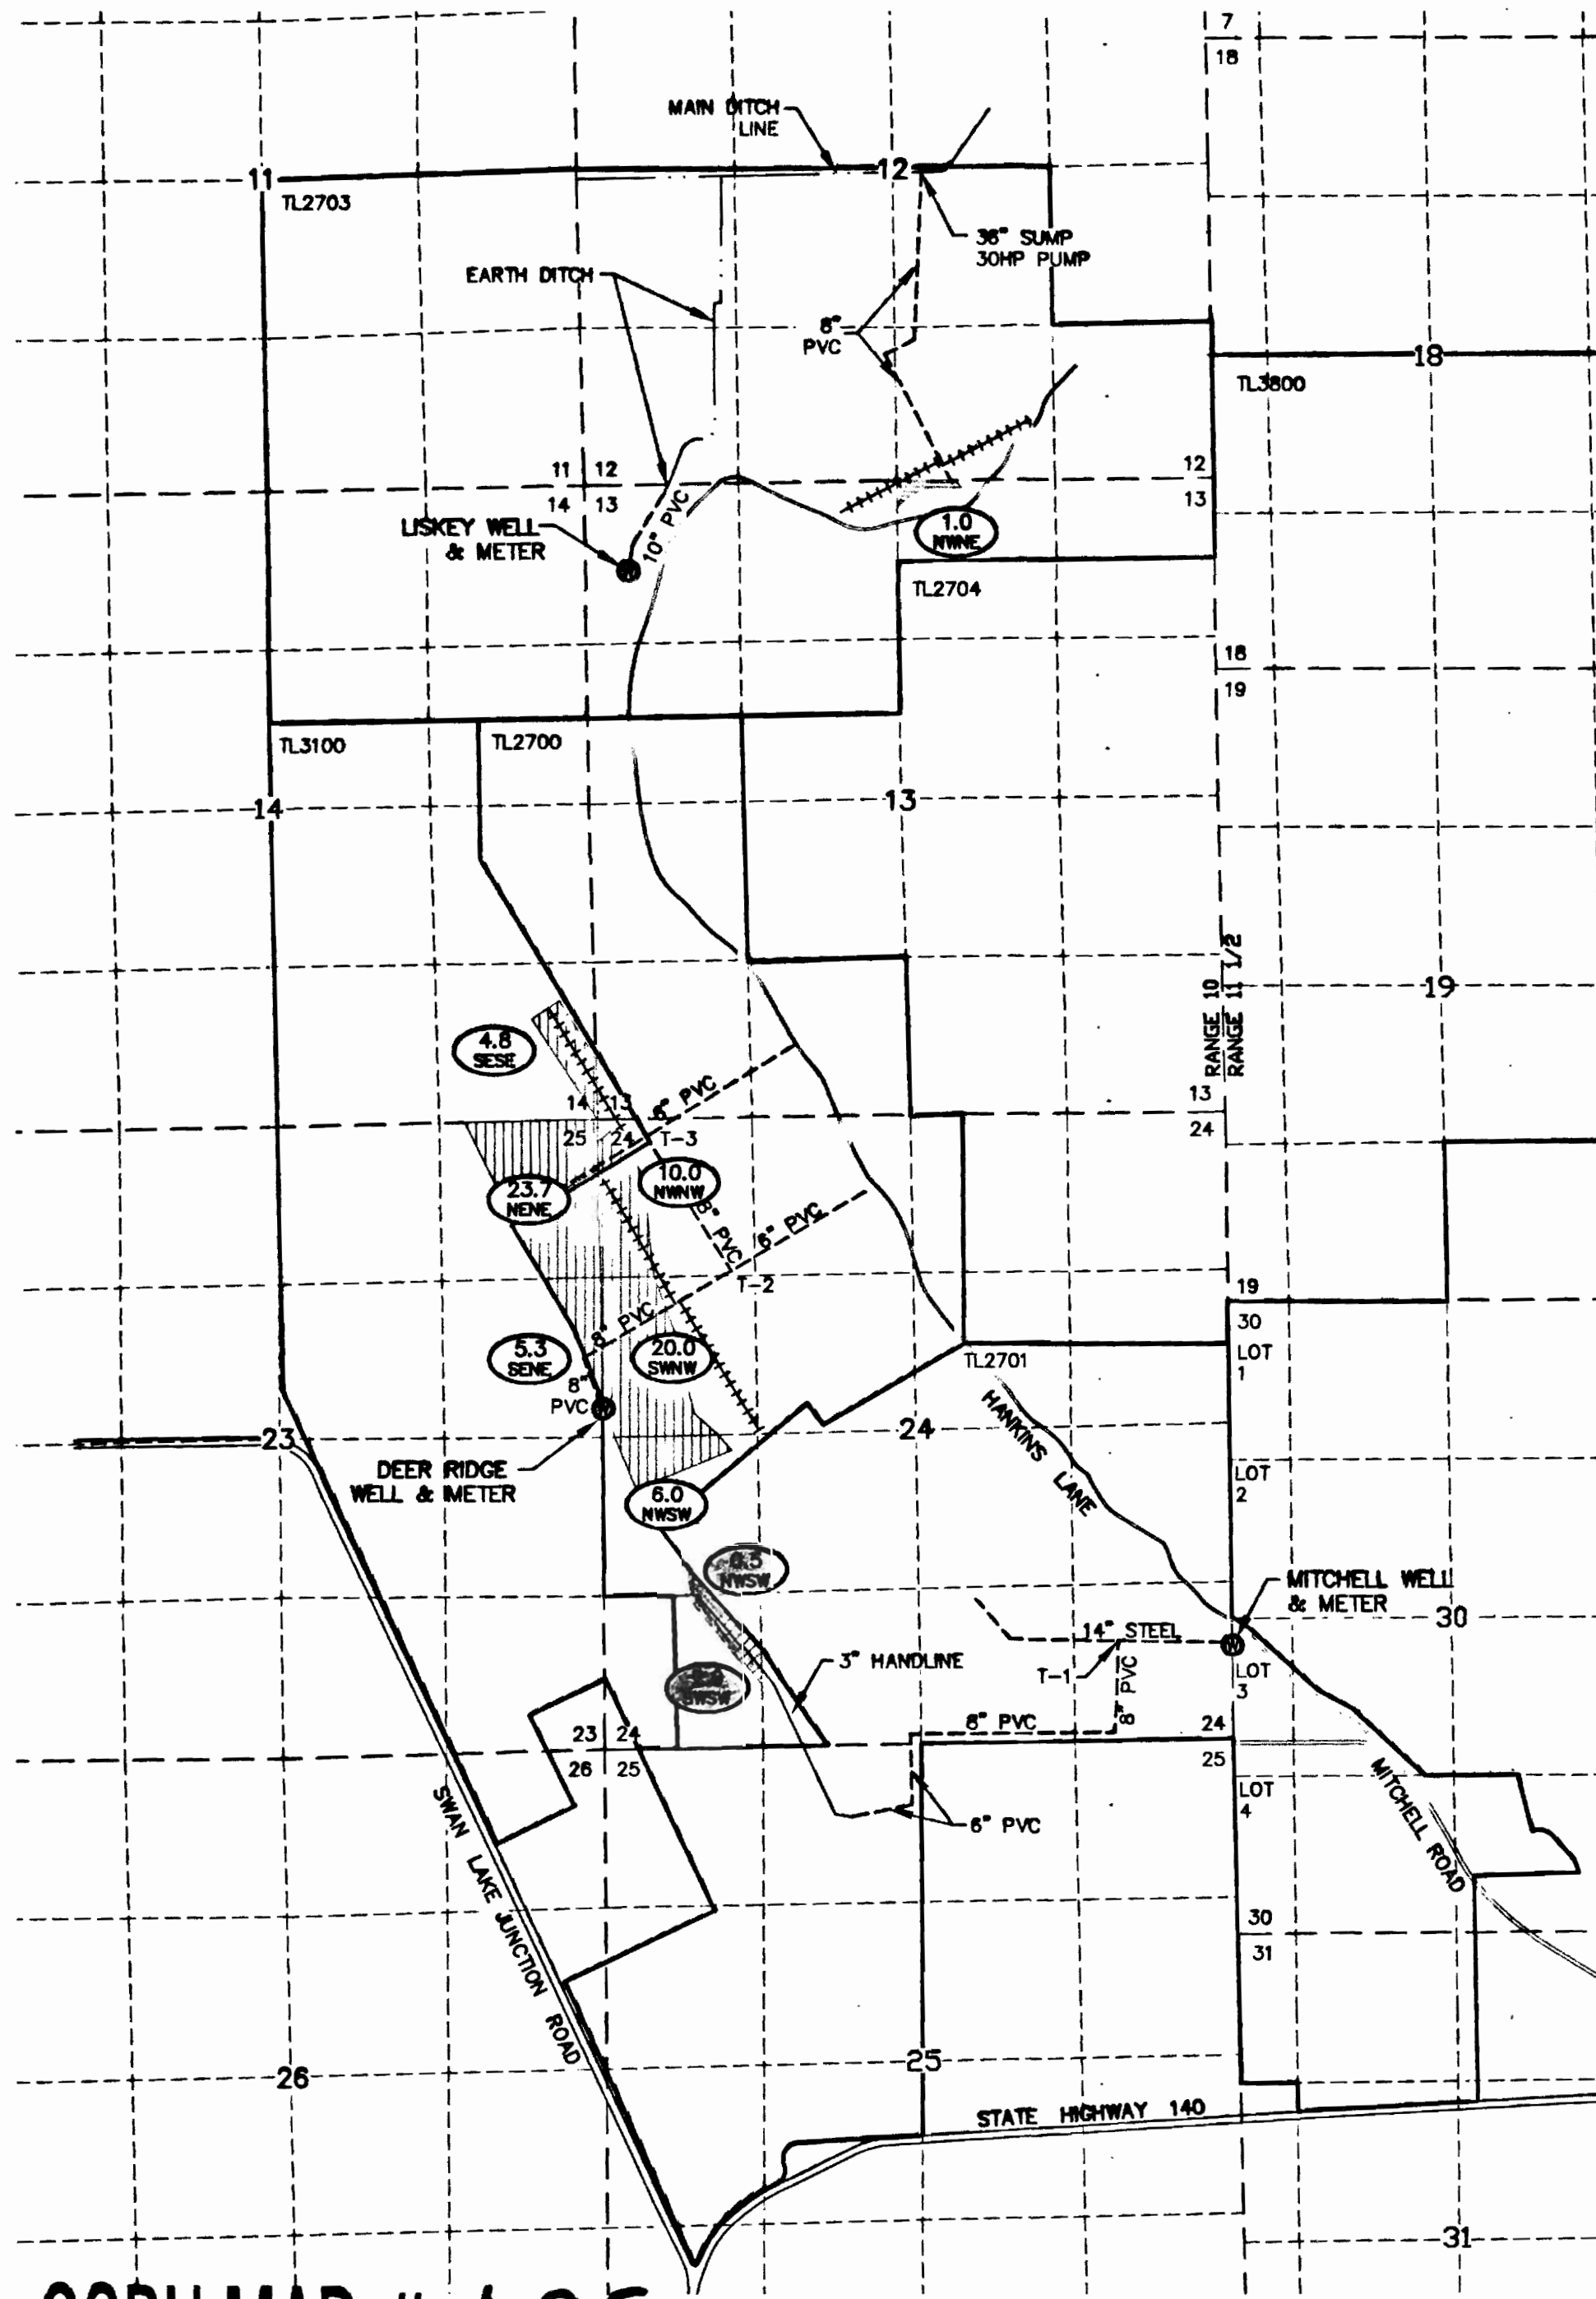 7
18
MAIN DITCH
LINE
11
12
TL2703
36" SUMP
30HP PUMP
EARTH DITCH
8"
PVC
18
TL3800
11
12
12
14
13
13
10" PVC
LISKEY WELL
& METER
1.0
NWNE
TL2704
18
19
TL3100
TL2700
14
13
RANGE 10
RANGE 11 1/2
19
4.8
SESE
14
13
6" PVC
13
24
25
24
T-3
10.0
NWNW
23.7
NENE
8" PVC
6" PVC
T-2
19
30
8" PVC
5.3
SENE
20.0
SWNW
TL2701
LOT
1
8"
PVC
23
24
HANKINS LANE
DEER RIDGE
WELL & METER
LOT
2
6.0
NWSW
NWSW
MITCHELL WELL
& METER
30
14" STEEL
3" HANDLINE
T-1
8" PVC
LOT
3
8" PVC
23
24
24
26
25
25
SWAN LAKE JUNCTION ROAD
MITCHELL ROAD
LOT
4
6" PVC
30
31
26
25
STATE HIGHWAY 140
31